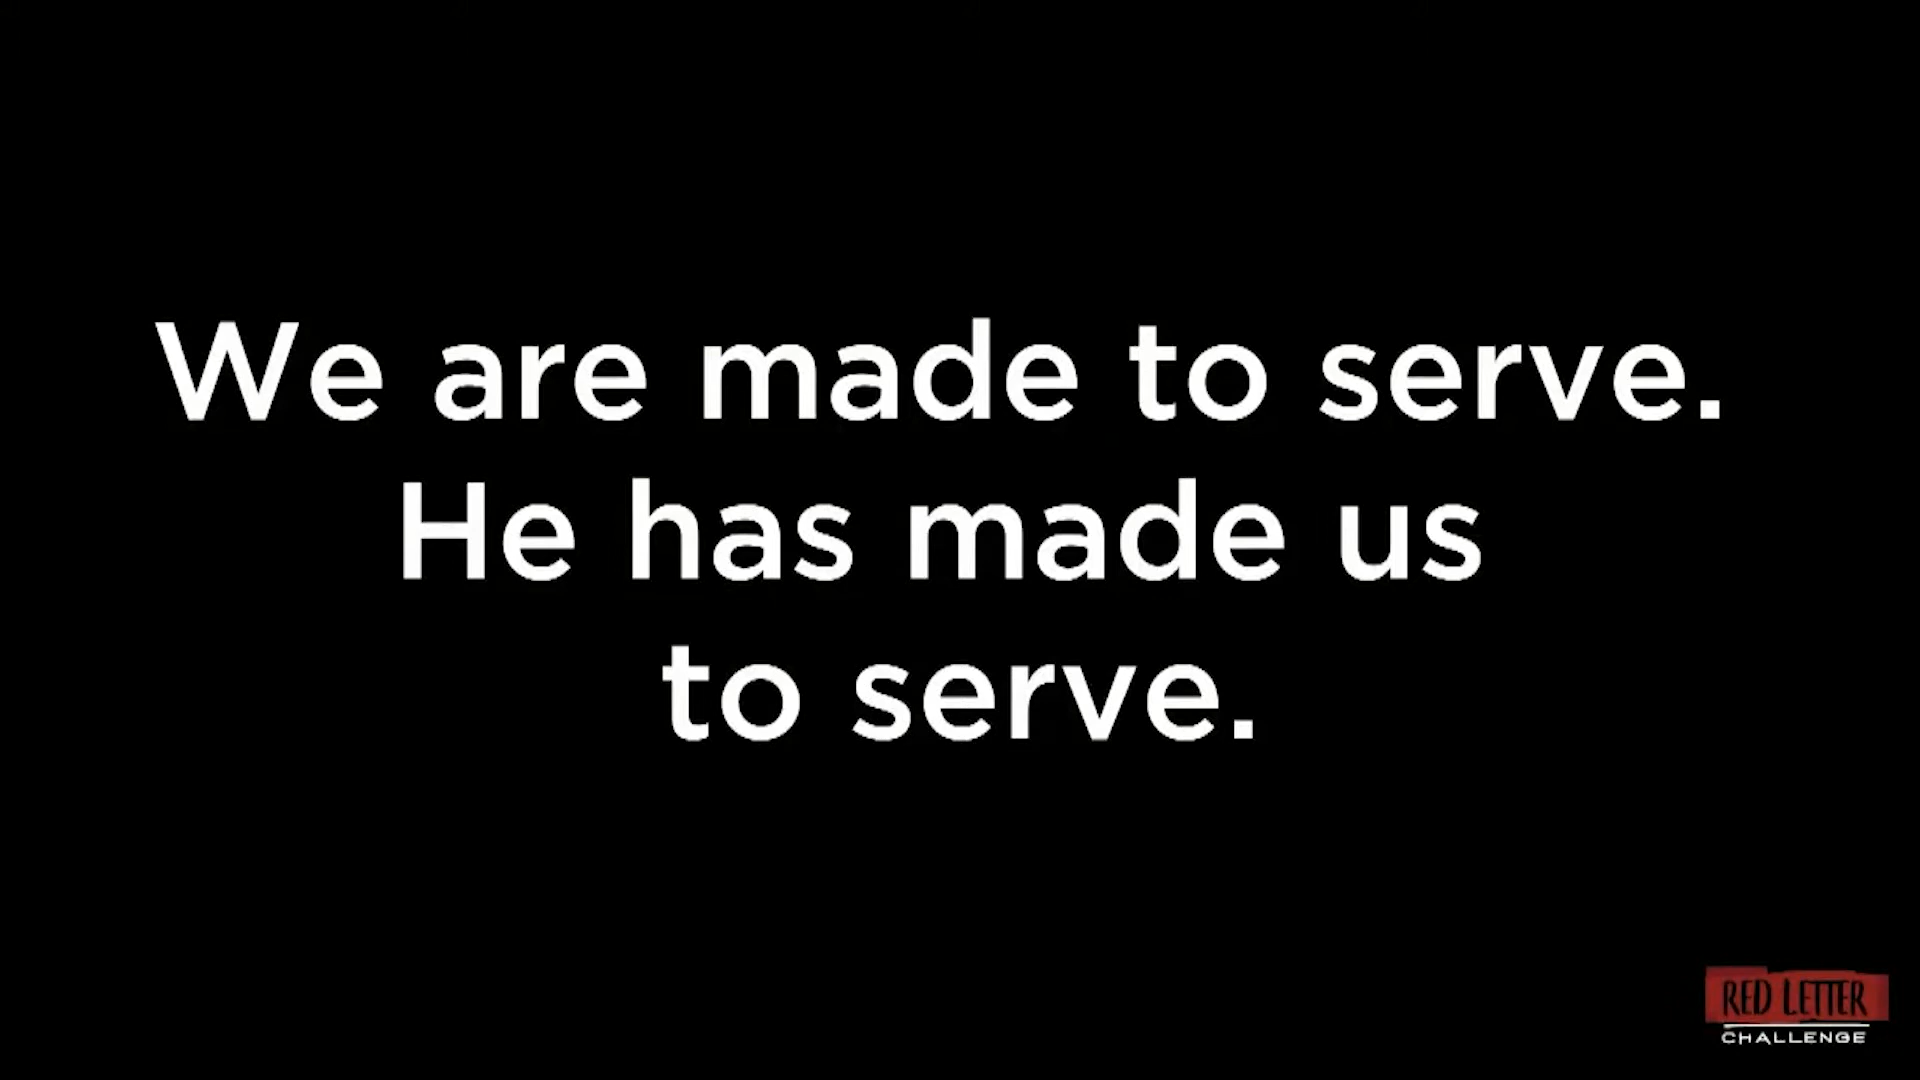 We are made to serve.
He has made us
to serve.
RED LETTER
CHALLENGE